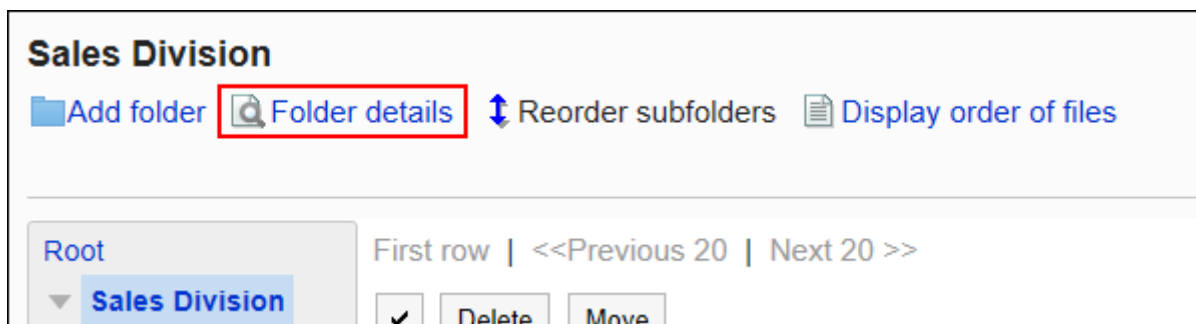 Sales Division
Add folder Folder details Reorder subfolders Display order of files
Root
First row | <<Previous 20 | Next 20 >>
Sales Division
Delete Move